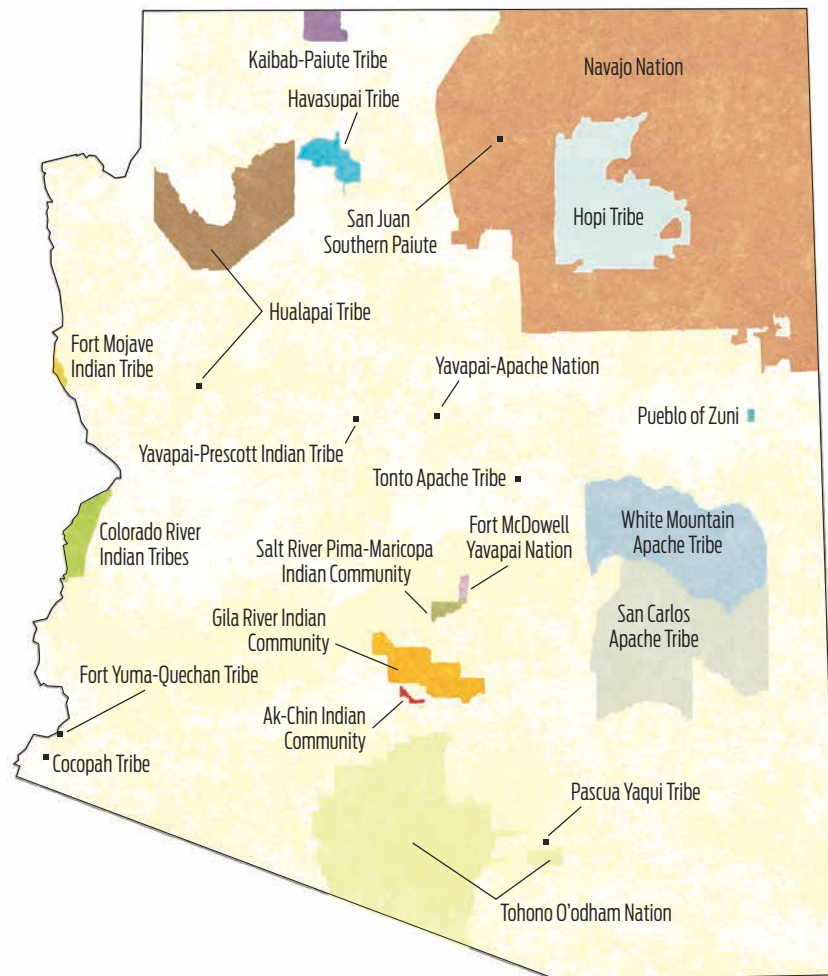 Kaibab-Paiute Tribe
Navajo Nation
Havasupai Tribe
San Juan
Southern Paiute
Hopi Tribe
Hualapai Tribe
Fort Mojave
Indian Tribe
Yavapai-Apache Nation
Pueblo of Zuni
Yavapai-Prescott Indian Tribe
Tonto Apache Tribe
Colorado River
Indian Tribes
Fort McDowell
Yavapai Nation
White Mountain
Apache Tribe
Salt River Pima-Maricopa
Indian Community
Gila River Indian
Community
San Carlos
Apache Tribe
Fort Yuma-Quechan Tribe
Ak-Chin Indian
Community
Cocopah Tribe
Pascua Yaqui Tribe
Tohono O'odham Nation